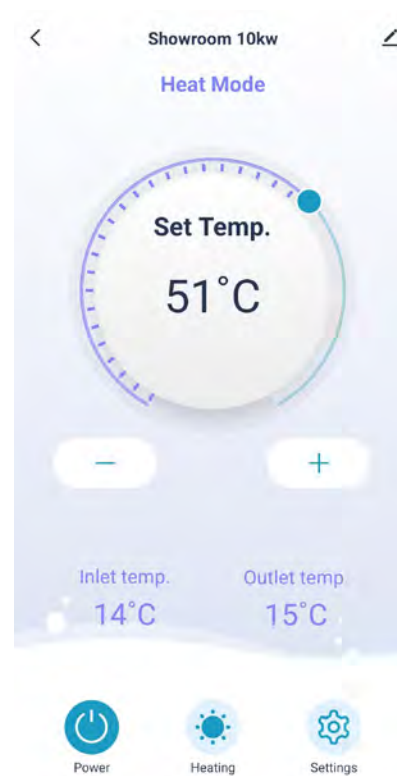 Showroom 10kw
Heat Mode
Set Temp.
51°C
Inlet temp. Outlet temp
14°C 15°C
Power Heating Settings